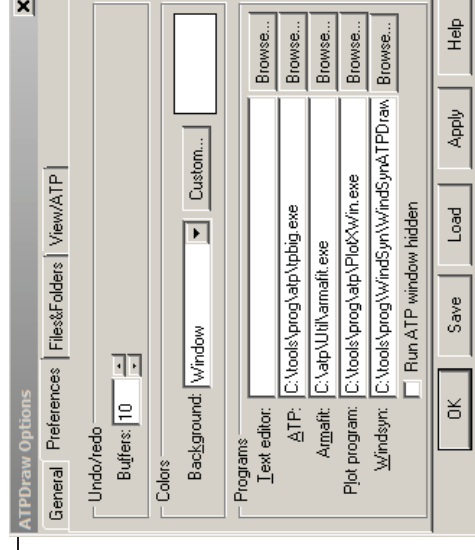 ATPDraw Options
General Preferences Files&Folders View/ATP
Undo/redo
Buffers: 10
Colors
Background: Window Custom...
Programs
Text editor: Browse...
ATP: C:\tools\prog\atp\tpbig.exe Browse...
Armafit: C:\atp\Util\armafit.exe Browse...
Plot program: C:\tools\prog\atp\PlotXWin.exe Browse...
Windsyn: C:\tools\prog\WindSyn\WindSynATPDraw Browse...
Run ATP window hidden
OK Save Load Apply Help